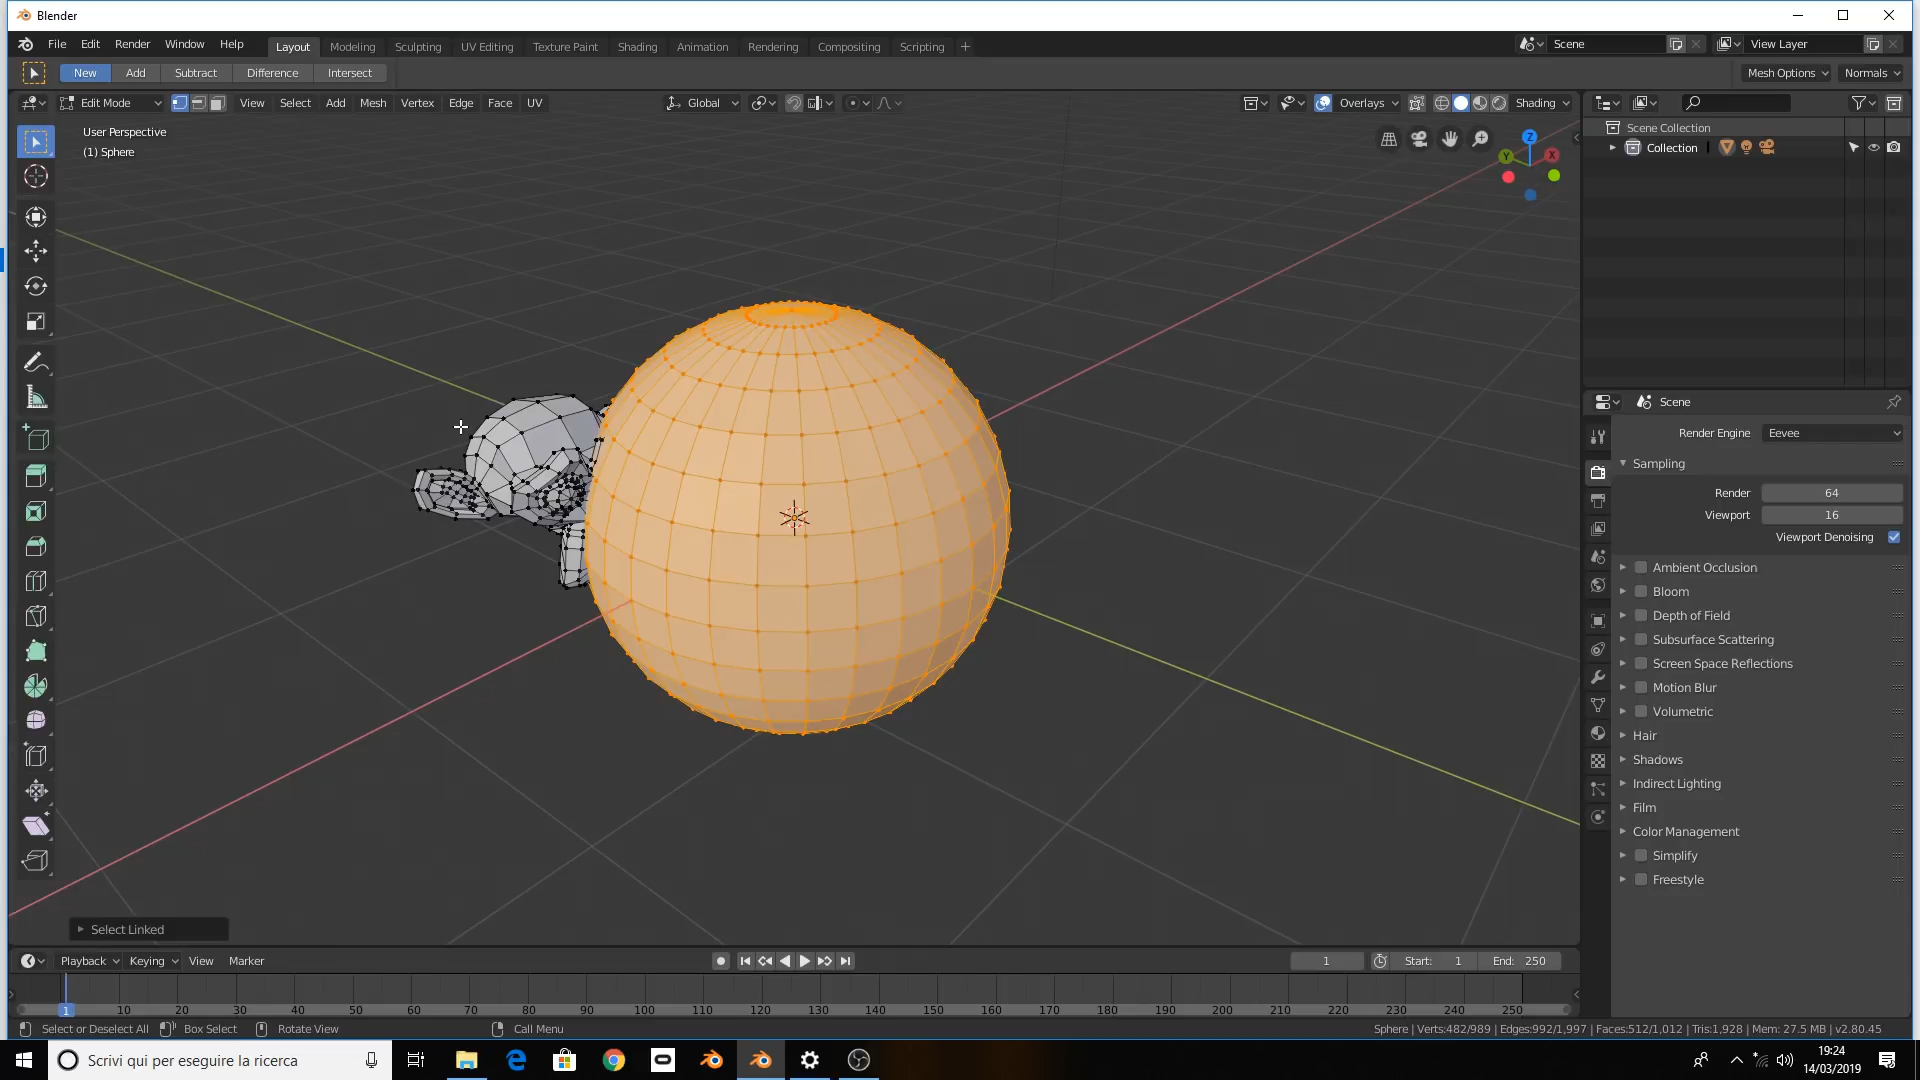 Blender
File Edit Render Window Help Layout Modeling Sculpting UV Editing Texture Paint Shading Animation Rendering Compositing Scripting + Scene View Layer
New Add Subtract Difference Intersect Mesh Options Normals
Edit Mode View Select Add Mesh Vertex Edge Face UV Global Overlays Shading
User Perspective
(1) Sphere
Z
Y
X
Scene Collection
Collection
Scene
Render Engine Eevee
Sampling
Render 64
Viewport 16
Viewport Denoising
Ambient Occlusion
Bloom
Depth of Field
Subsurface Scattering
Screen Space Reflections
Motion Blur
Volumetric
Hair
Shadows
Indirect Lighting
Film
Color Management
Simplify
Freestyle
Select Linked
Playback Keying View Marker 1 Start: 1 End: 250
1 10 20 30 40 50 60 70 80 90 100 110 120 130 140 150 160 170 180 190 200 210 220 230 240 250
Select or Deselect All Box Select Rotate View Call Menu Sphere | Verts:482/989 | Edges:992/1,997 | Faces:512/1,012 | Tris:1,928 | Mem: 27.5 MB | v2.80.45
Scrivi qui per eseguire la ricerca
19:24
14/03/2019